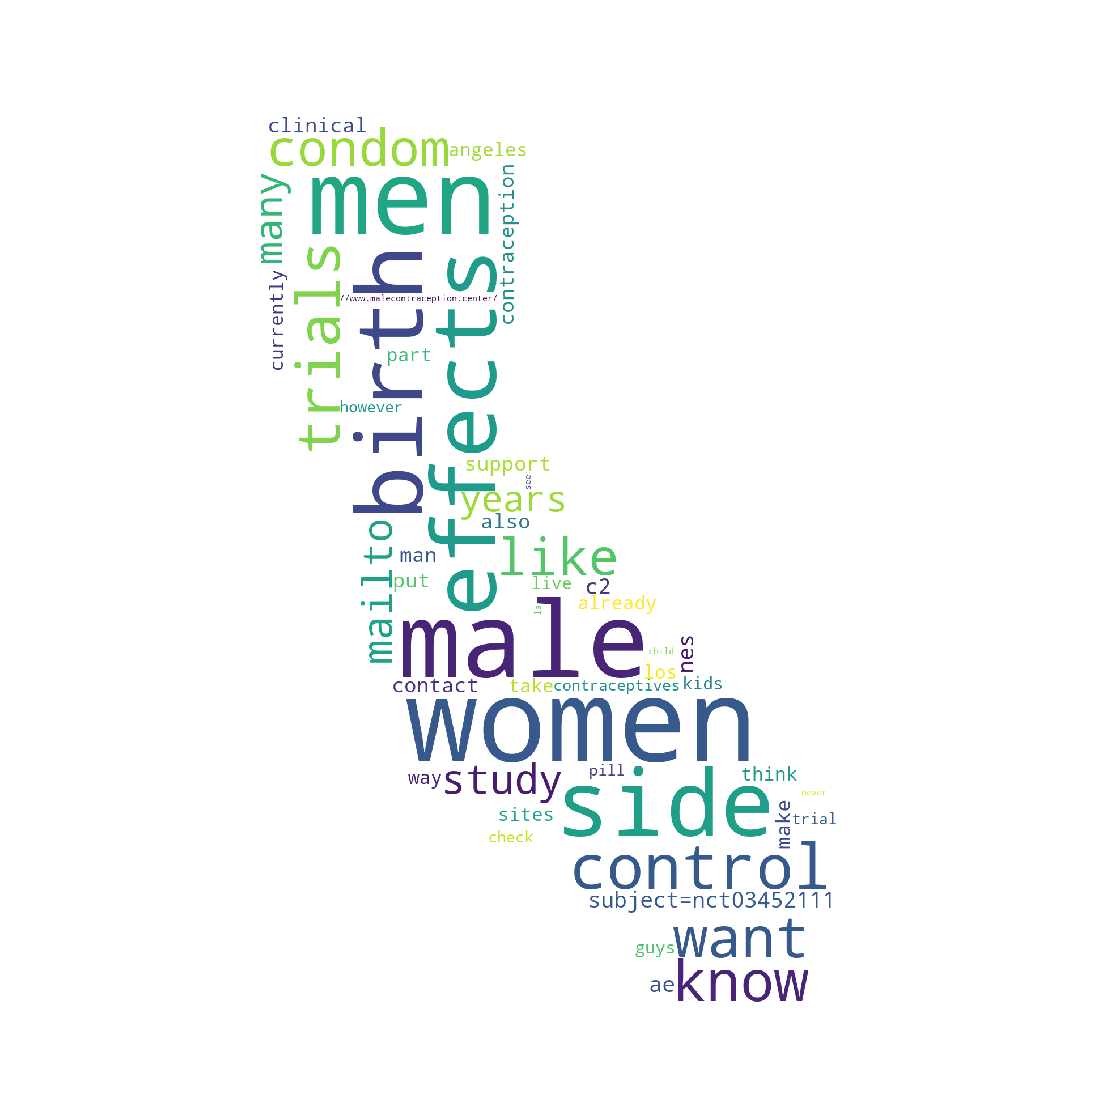 clinical
condom
angeles
men
many
contraception
trials
birth
effects
currently
//www.malecontraception.center/
part
however
support
see
years
also
mailto
man
like
put
live
c2
la
already
male
child
nes
los
contact
take
contraceptives
kids
women
way
study
pill
side
think
never
sites
make
trial
check
control
subject=nct03452111
want
guys
know
ae